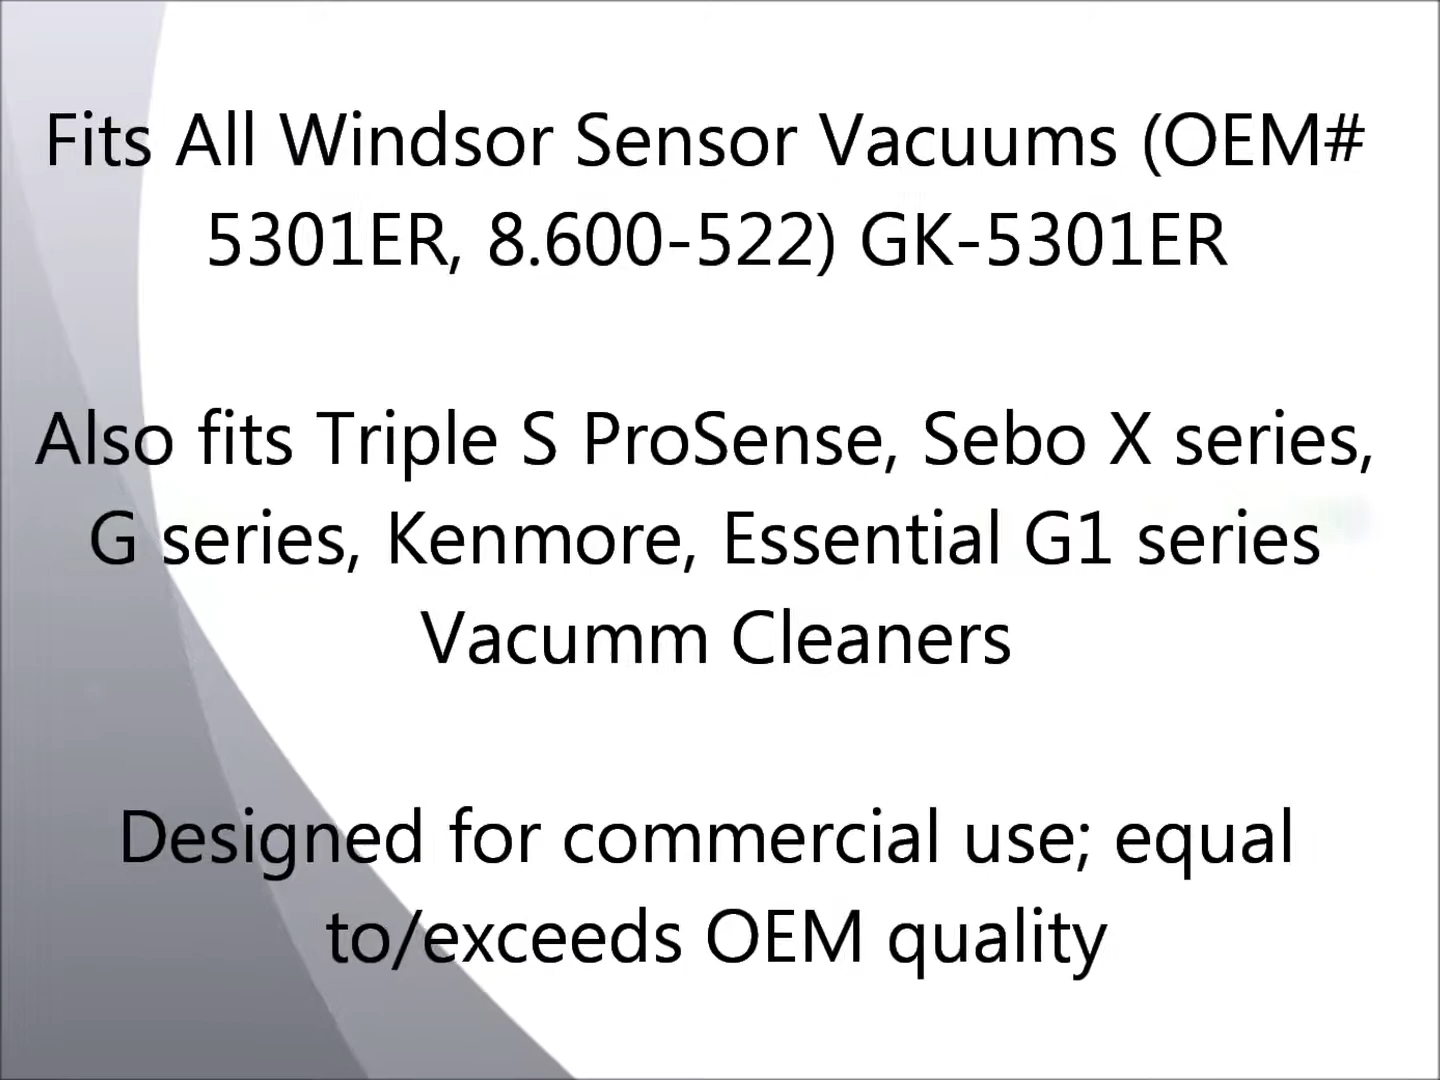 Fits All Windsor Sensor Vacuums (OEM#
5301ER, 8.600-522) GK-5301ER
Also fits Triple S ProSense, Sebo X series,
G series, Kenmore, Essential G1 series
Vacumm Cleaners
Designed for commercial use; equal
to/exceeds OEM quality